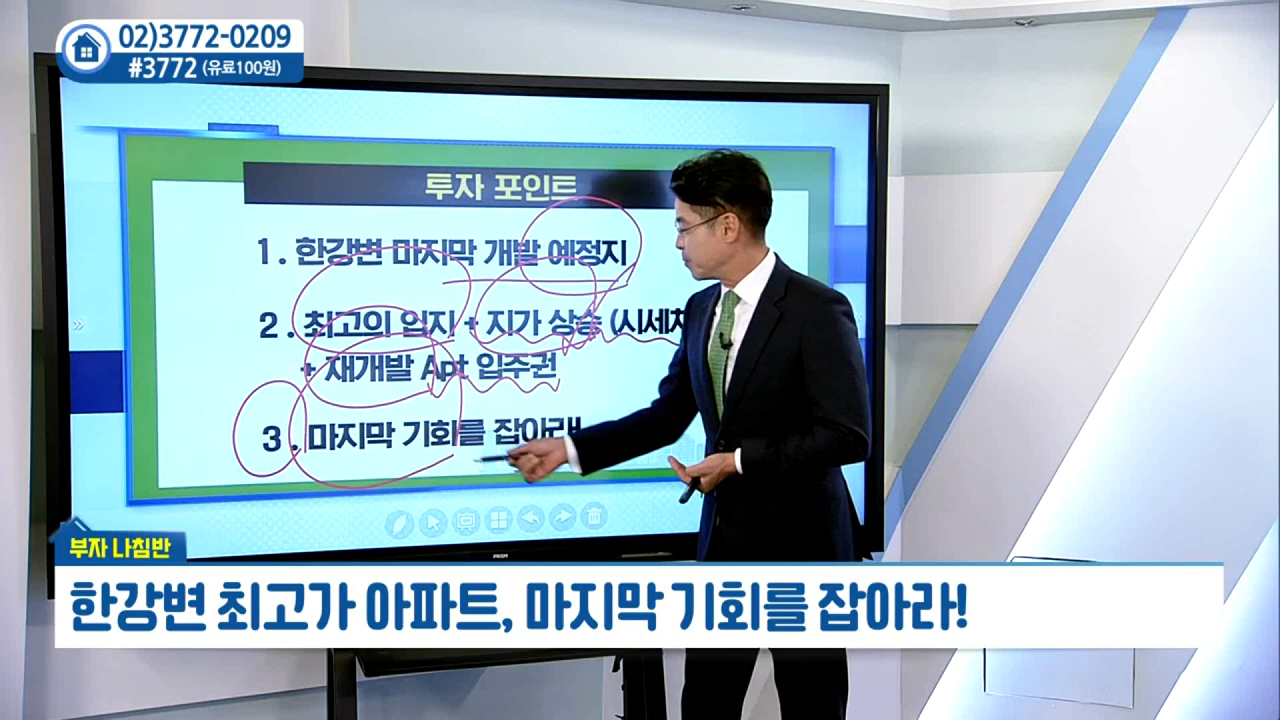 02)3772-0209
#3772 (유료100원)
투자 포인트
1. 한강변 마지막 개발 예정지
2. 최고의 입지 + 지가 상승 (시세차
+ 재개발 Apt 입주권
3. 마지막 기회를 잡아라!
부자 나침반
한강변 최고가 아파트, 마지막 기회를 잡아라!